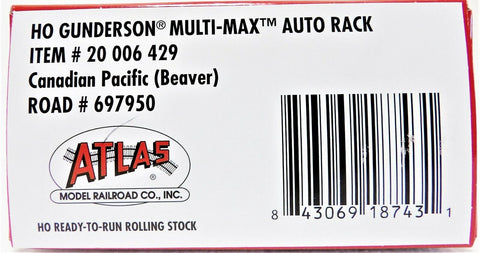 HO GUNDERSON® MULTI-MAX™ AUTO RACK
ITEM # 20 006 429
Canadian Pacific (Beaver)
ROAD # 697950
ATLAS
®
MODEL RAILROAD CO., INC.
8 43069 18743 1
HO READY-TO-RUN ROLLING STOCK